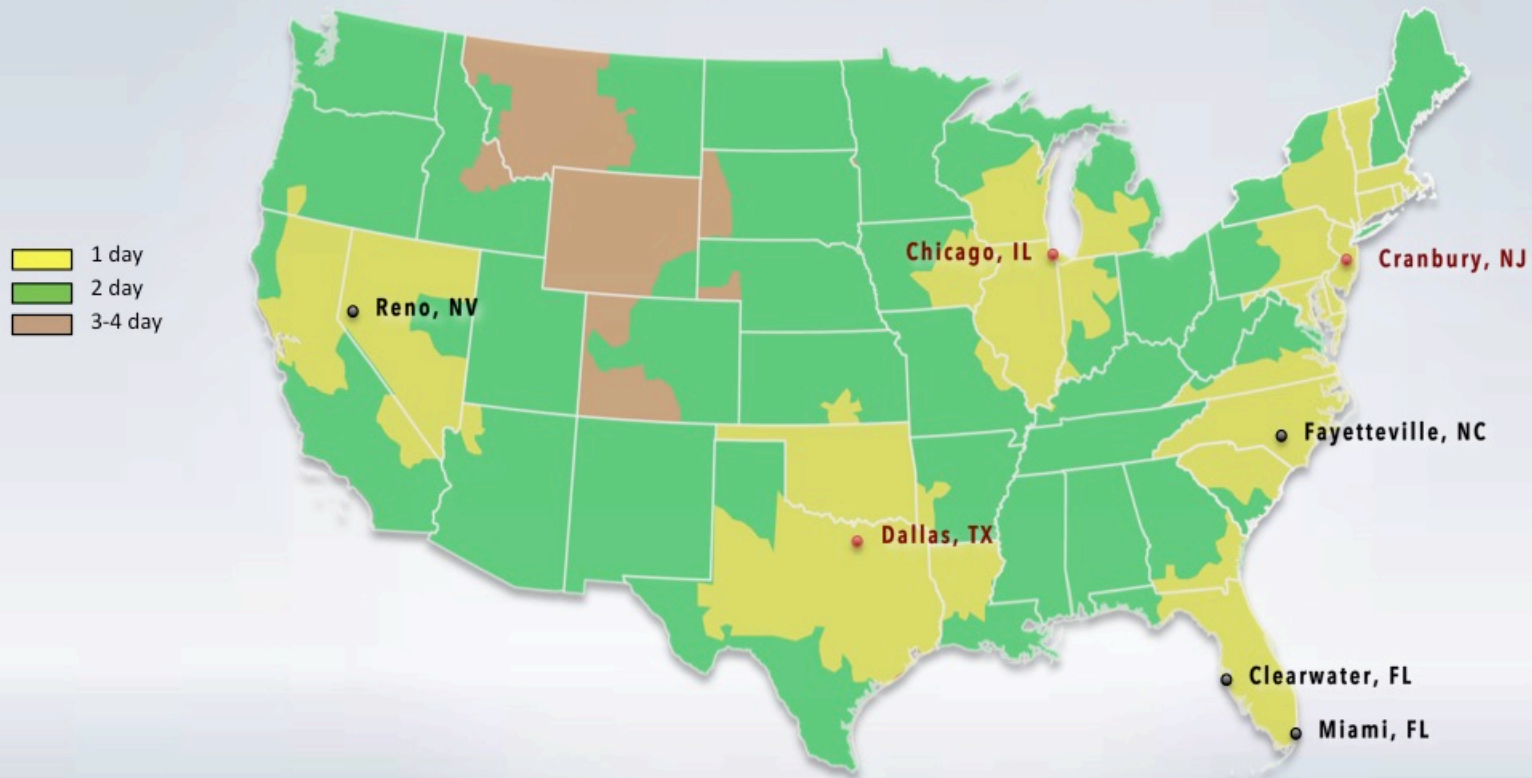 1 day
2 day
3-4 day
Reno, NV
Chicago, IL
Cranbury, NJ
Fayetteville, NC
Dallas, TX
Clearwater, FL
Miami, FL